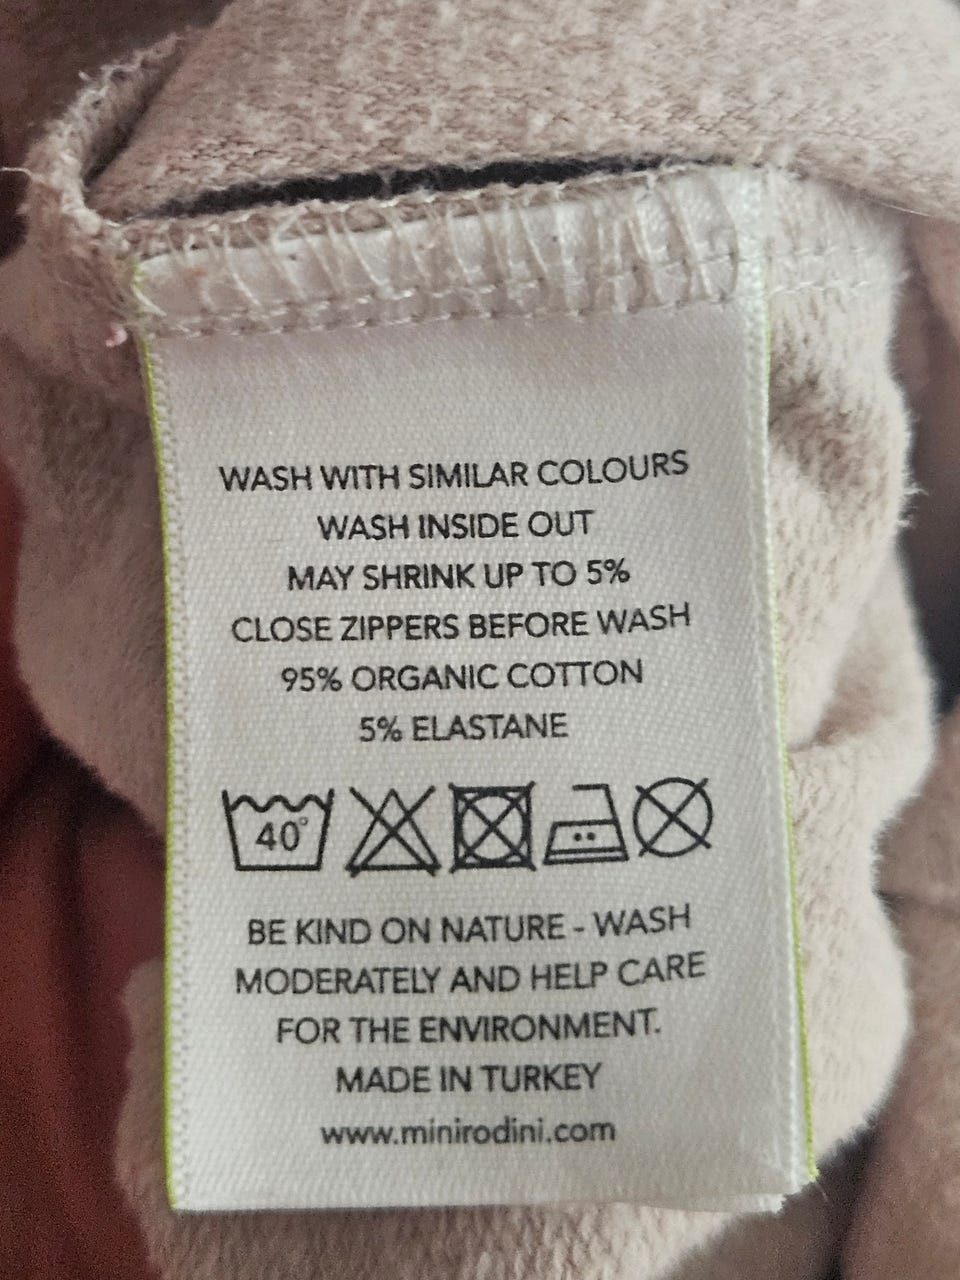 WASH WITH SIMILAR COLOURS
WASH INSIDE OUT
MAY SHRINK UP TO 5%
CLOSE ZIPPERS BEFORE WASH
95% ORGANIC COTTON
5% ELASTANE
40°
BE KIND ON NATURE - WASH
MODERATELY AND HELP CARE
FOR THE ENVIRONMENT.
MADE IN TURKEY
www.minirodini.com